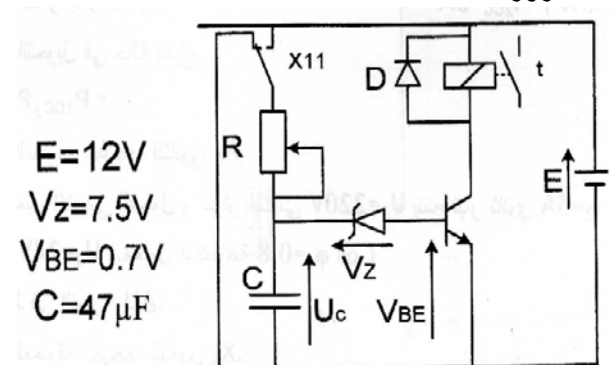 X11
D
t
R
E=12V
Vz=7.5V
VBE=0.7V
C=47µF
E
Vz
C
Uc
VBE